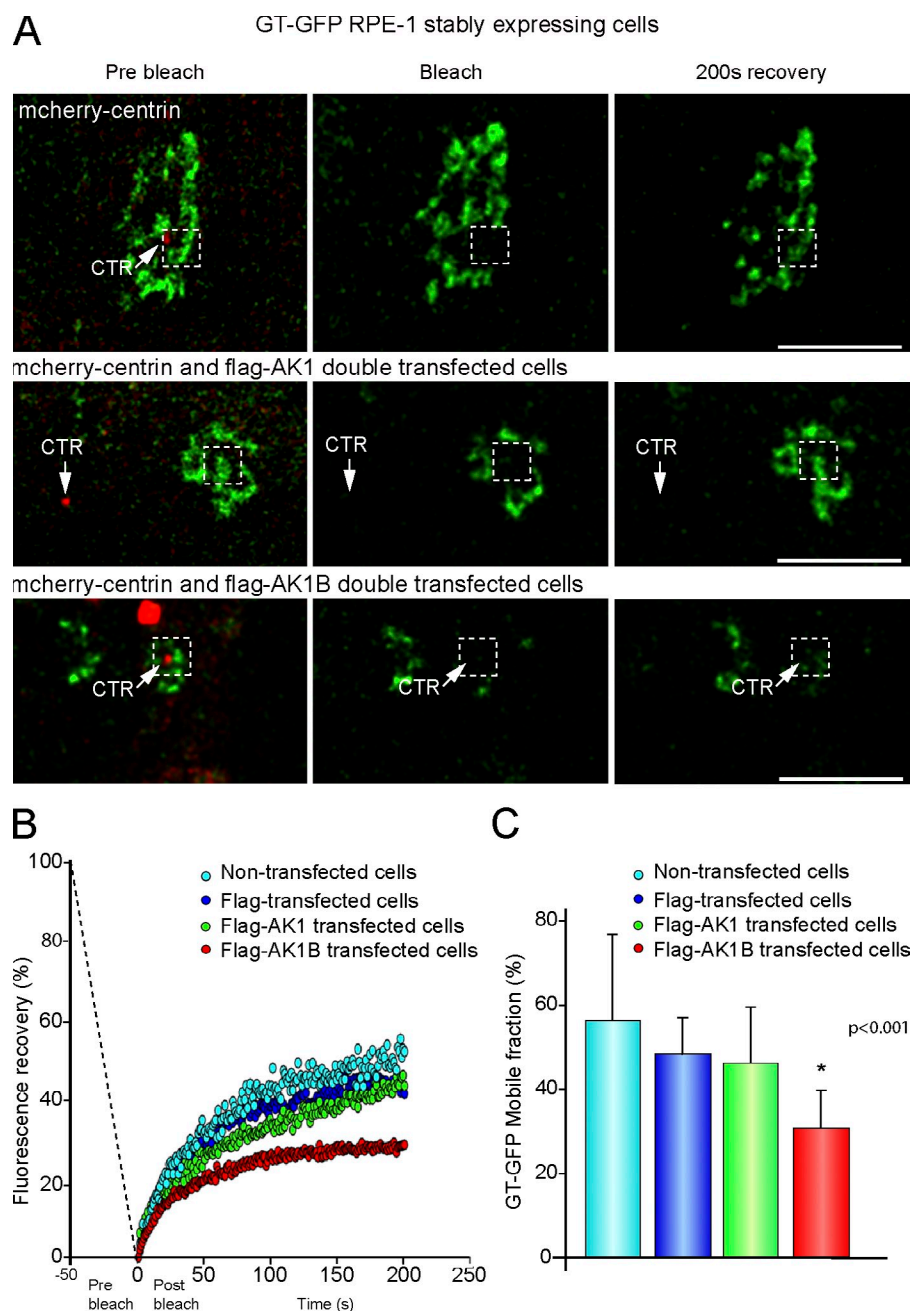 A
GT-GFP RPE-1 stably expressing cells
Pre bleach
Bleach
200s recovery
mcherry-centrin
CTR
mcherry-centrin and flag-AK1 double transfected cells
CTR
CTR
CTR
mcherry-centrin and flag-AK1B double transfected cells
CTR
CTR
CTR
B
Fluorescence recovery (%)
100
80
60
40
20
0
-50
0
50
100
150
200
250
Pre bleach
Post bleach
Time (s)
Non-transfected cells
Flag-transfected cells
Flag-AK1 transfected cells
Flag-AK1B transfected cells
C
Non-transfected cells
Flag-transfected cells
Flag-AK1 transfected cells
Flag-AK1B transfected cells
GT-GFP Mobile fraction (%)
80
60
40
20
0
p<0.001
*